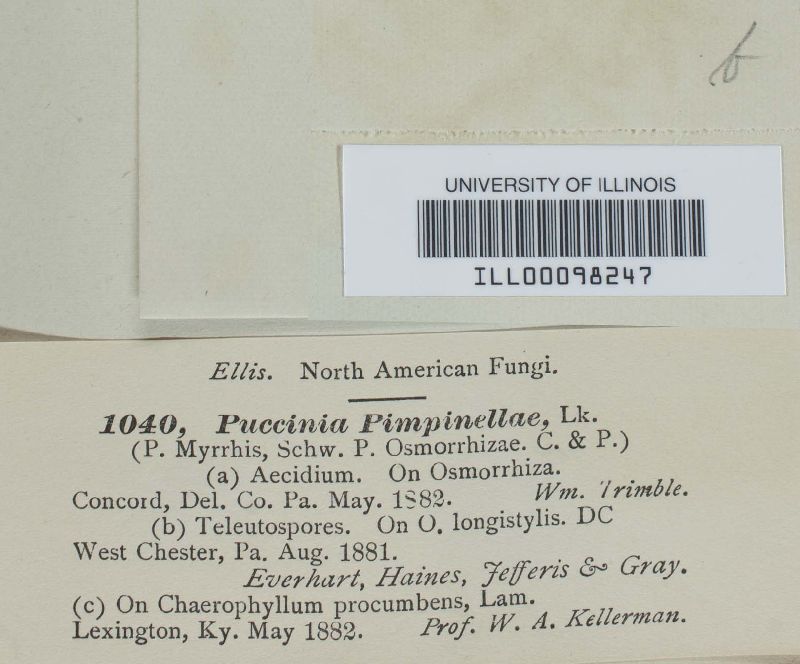 b
UNIVERSITY OF ILLINOIS
ILL00098247
Ellis. North American Fungi.
1040, Puccinia Pimpinellae, Lk.
(P. Myrrhis, Schw. P. Osmorrhizae. C. & P.)
(a) Aecidium. On Osmorrhiza.
Concord, Del. Co. Pa. May. 1882. Wm. Trimble.
(b) Teleutospores. On O. longistylis. DC
West Chester, Pa. Aug. 1881.
Everhart, Haines, Jefferis & Gray.
(c) On Chaerophyllum procumbens, Lam.
Lexington, Ky. May 1882. Prof. W. A. Kellerman.